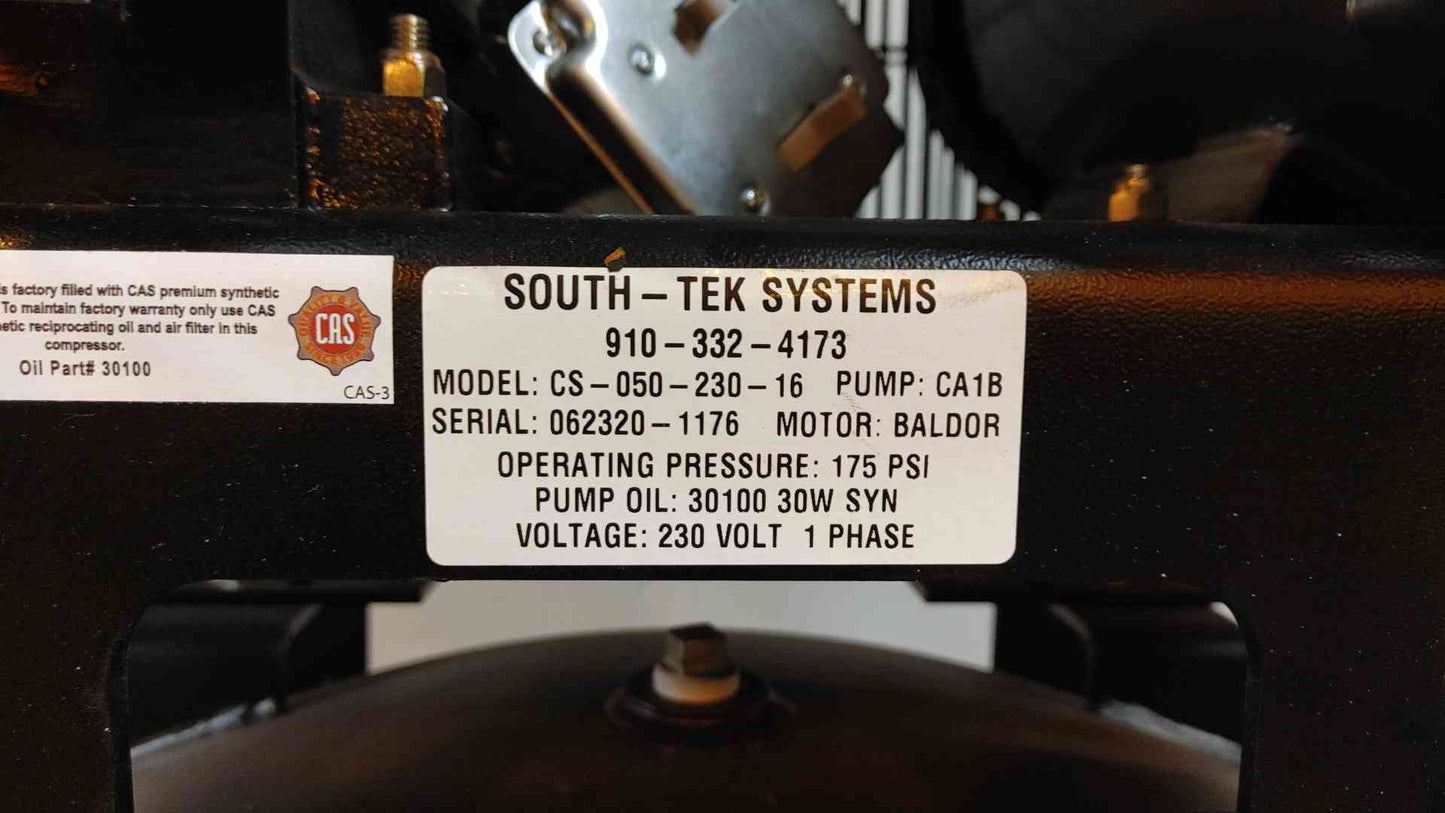 is factory filled with CAS premium synthetic
To maintain factory warranty only use CAS
etic reciprocating oil and air filter in this
compressor.
Oil Part# 30100
CAS
CAS-3
SOUTH-TEK SYSTEMS
910-332-4173
MODEL: CS-050-230-16 PUMP: CA1B
SERIAL: 062320-1176 MOTOR: BALDOR
OPERATING PRESSURE: 175 PSI
PUMP OIL: 30100 30W SYN
VOLTAGE: 230 VOLT 1 PHASE